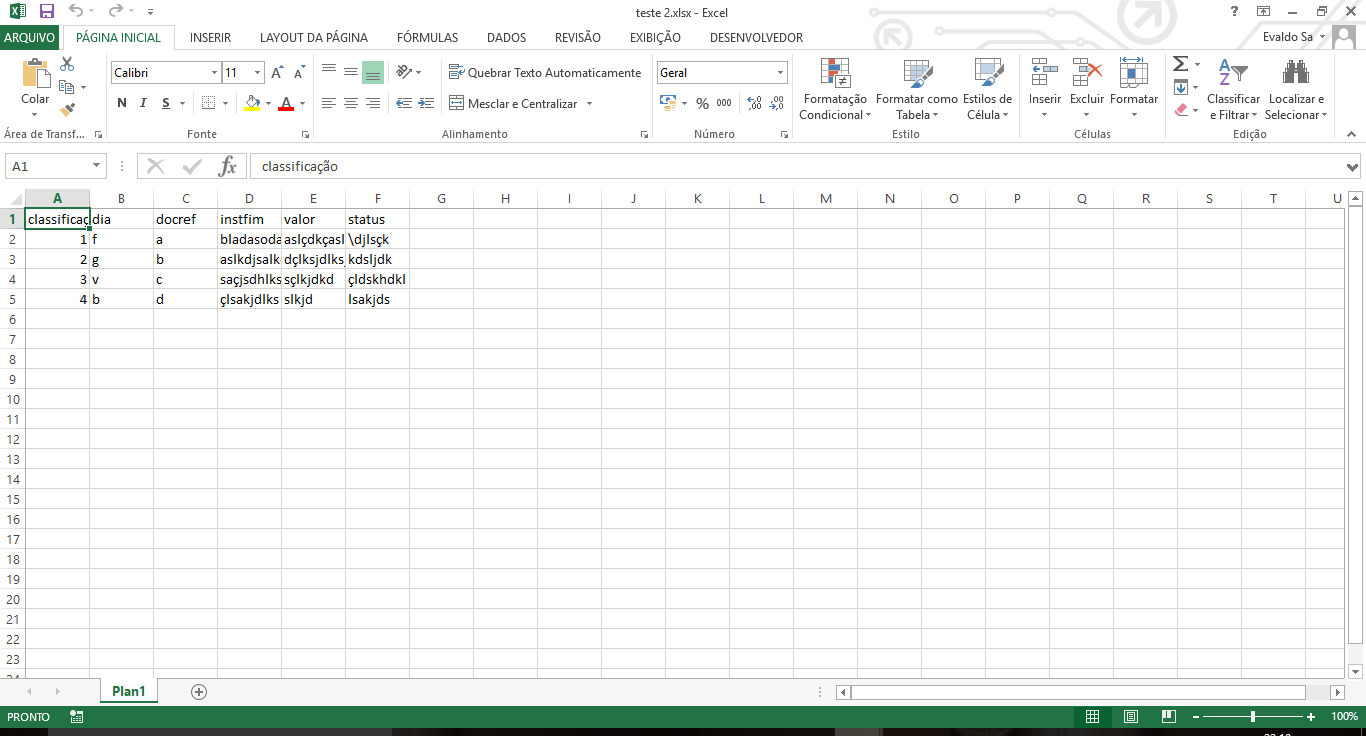 teste 2.xlsx - Excel
?
ARQUIVO PÁGINA INICIAL INSERIR LAYOUT DA PÁGINA FÓRMULAS DADOS REVISÃO EXIBIÇÃO DESENVOLVEDOR Evaldo Sa
Colar
Calibri 11
N I S
Quebrar Texto Automaticamente
Mesclar e Centralizar
Geral
% 000
Formatação Condicional
Formatar como Tabela
Estilos de Célula
Inserir Excluir Formatar
Classificar e Filtrar
Localizar e Selecionar
Área de Transf... Fonte Alinhamento Número Estilo Células Edição
A1 fx classificação
A B C D E F G H I J K L M N O P Q R S T U
1 classificaç dia docref instfim valor status
2 1 f a bladasoda aslçdkçasl \djlsçk
3 2 g b aslkdjsalk dçlksjdlks kdsljdk
4 3 v c saçjsdhlks sçlkjdkd çldskhdkl
5 4 b d çlsakjdlks slkjd lsakjds
6
7
8
9
10
11
12
13
14
15
16
17
18
19
20
21
22
23
Plan1
PRONTO 100%